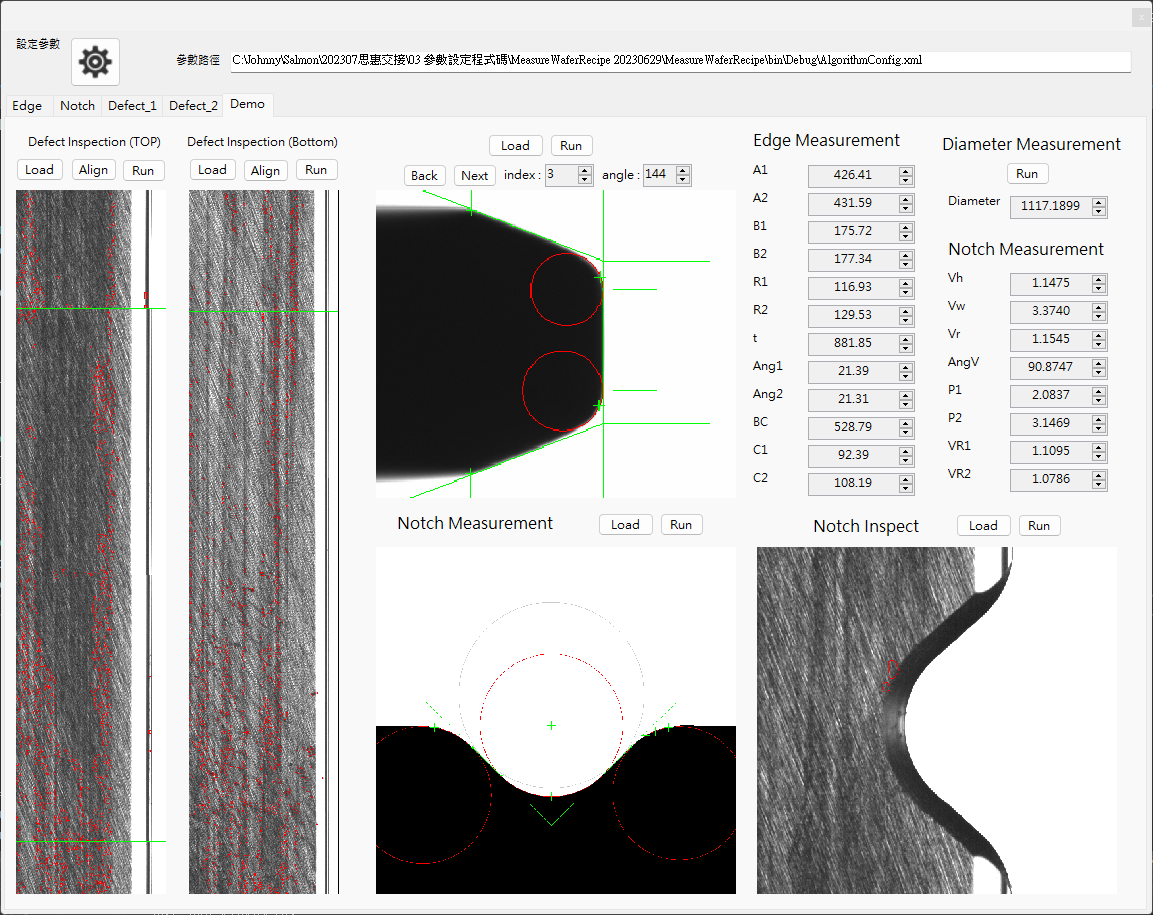 設定參數
參數路徑 C:\Johnny\Salmon\202307思惠交接\03 參數設定程式碼\MeasureWaferRecipe 20230629\MeasureWaferRecipe\bin\Debug\AlgorithmConfig.xml
Edge Notch Defect_1 Defect_2 Demo
Defect Inspection (TOP)
Load Align Run
Defect Inspection (Bottom)
Load Align Run
Load Run
Back Next index : 3 angle : 144
Edge Measurement
A1 426.41
A2 431.59
B1 175.72
B2 177.34
R1 116.93
R2 129.53
t 881.85
Ang1 21.39
Ang2 21.31
BC 528.79
C1 92.39
C2 108.19
Diameter Measurement
Run
Diameter 1117.1899
Notch Measurement
Vh 1.1475
Vw 3.3740
Vr 1.1545
AngV 90.8747
P1 2.0837
P2 3.1469
VR1 1.1095
VR2 1.0786
Notch Measurement Load Run
Notch Inspect Load Run